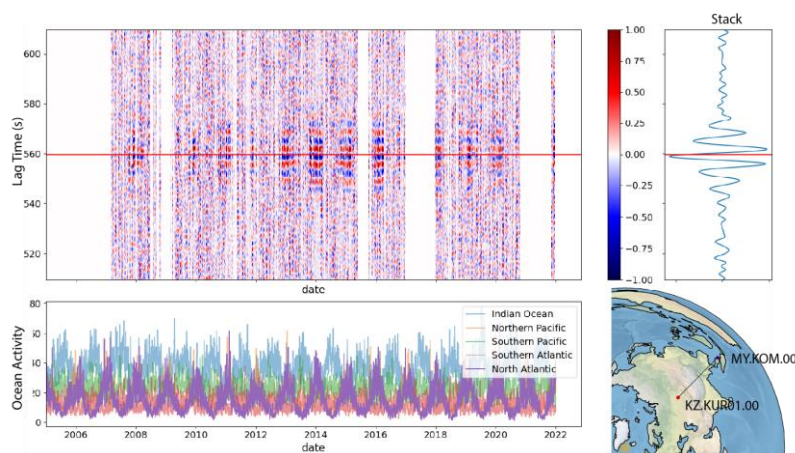 Stack
600
580
560
540
520
Lag Time (s)
date
1.00
0.75
0.50
0.25
0.00
−0.25
−0.50
−0.75
−1.00
80
60
40
20
0
Ocean Activity
Indian Ocean
Northern Pacific
Southern Pacific
Southern Atlantic
North Atlantic
2006
2008
2010
2012
2014
2016
2018
2020
2022
date
MY.KOM.00
KZ.KUR01.00